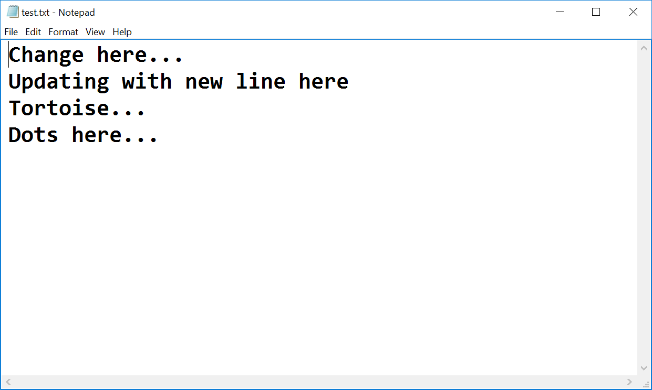 test.txt - Notepad
File Edit Format View Help
Change here...
Updating with new line here
Tortoise...
Dots here...